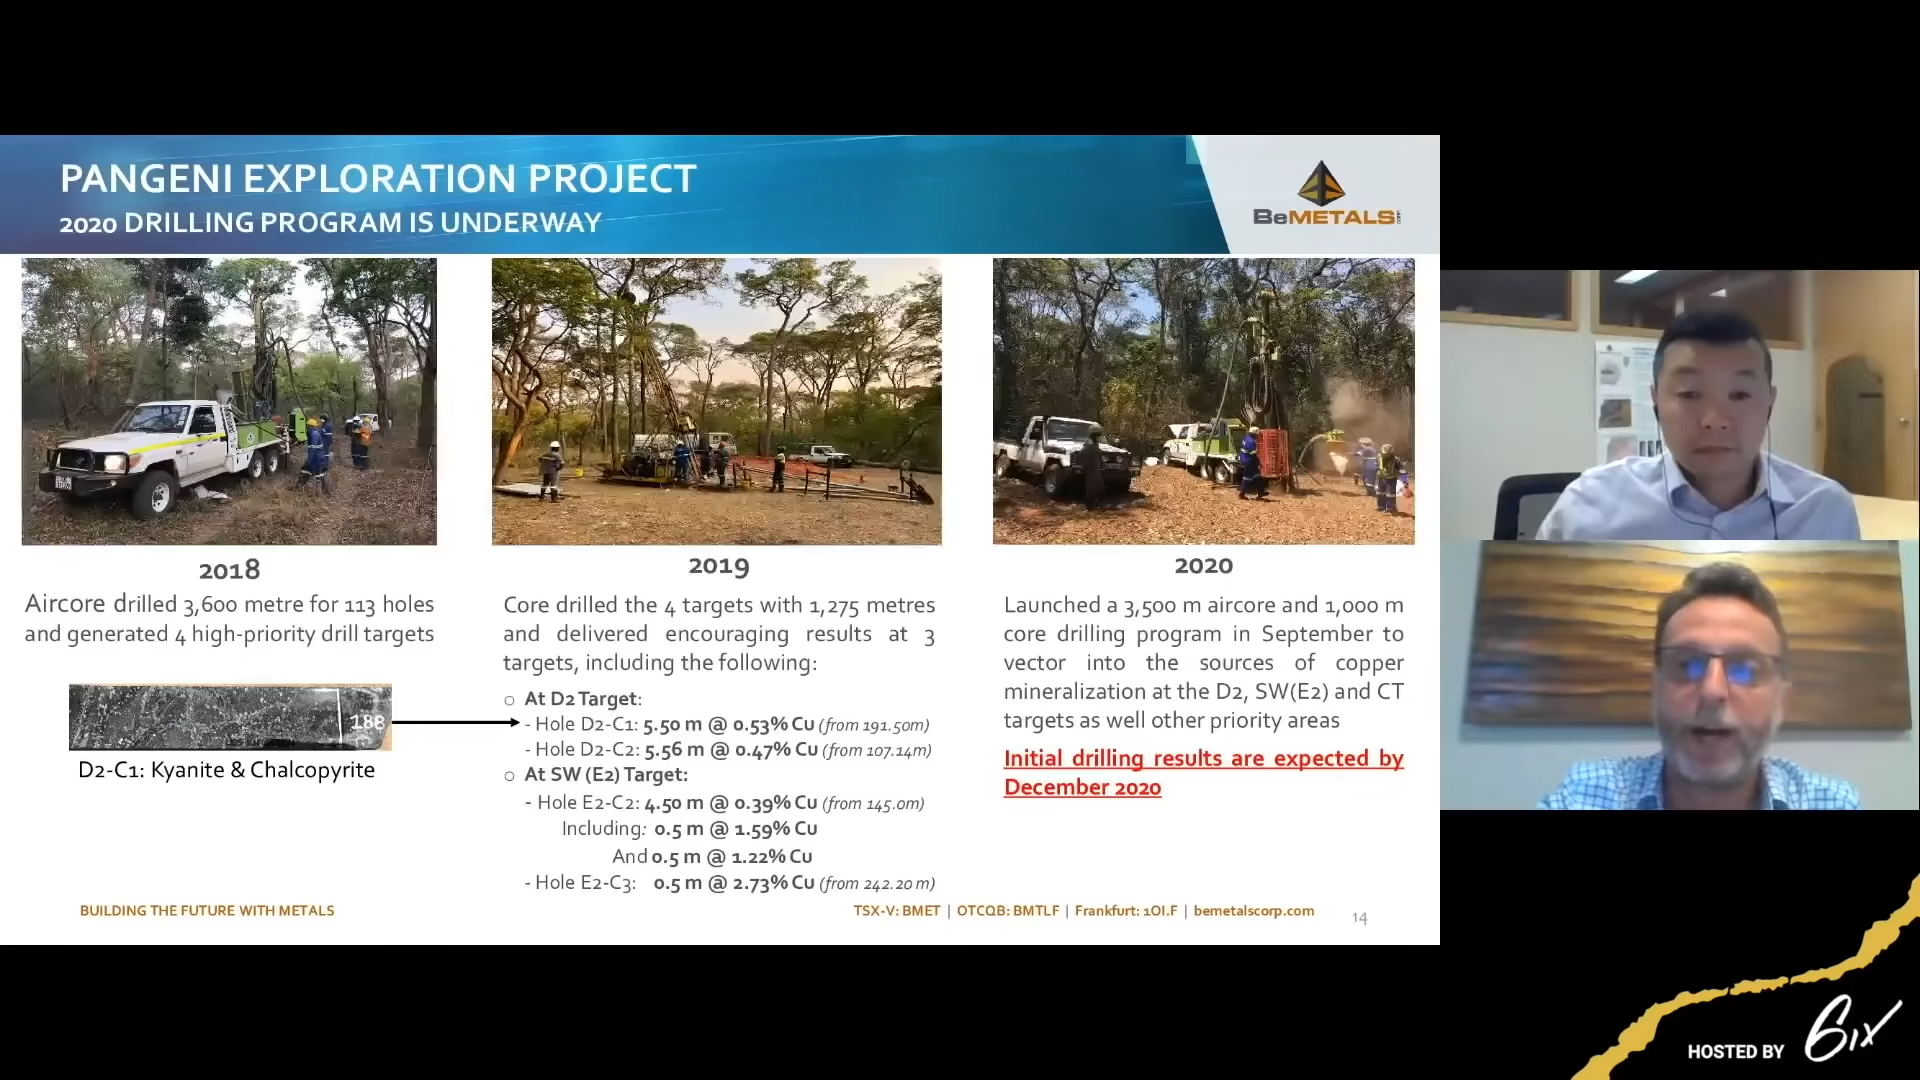 PANGENI EXPLORATION PROJECT
2020 DRILLING PROGRAM IS UNDERWAY
BeMETALS
2018
Aircore drilled 3,600 metre for 113 holes
and generated 4 high-priority drill targets
188
D2-C1: Kyanite & Chalcopyrite
2019
Core drilled the 4 targets with 1,275 metres
and delivered encouraging results at 3
targets, including the following:
○ At D2 Target:
- Hole D2-C1: 5.50 m @ 0.53% Cu (from 191.50m)
- Hole D2-C2: 5.56 m @ 0.47% Cu (from 107.14m)
○ At SW (E2) Target:
- Hole E2-C2: 4.50 m @ 0.39% Cu (from 145.0m)
Including: 0.5 m @ 1.59% Cu
And 0.5 m @ 1.22% Cu
- Hole E2-C3: 0.5 m @ 2.73% Cu (from 242.20 m)
2020
Launched a 3,500 m aircore and 1,000 m
core drilling program in September to
vector into the sources of copper
mineralization at the D2, SW(E2) and CT
targets as well other priority areas
Initial drilling results are expected by
December 2020
BUILDING THE FUTURE WITH METALS
TSX-V: BMET | OTCQB: BMTLF | Frankfurt: 1OI.F | bemetalscorp.com
14
HOSTED BY 6ix